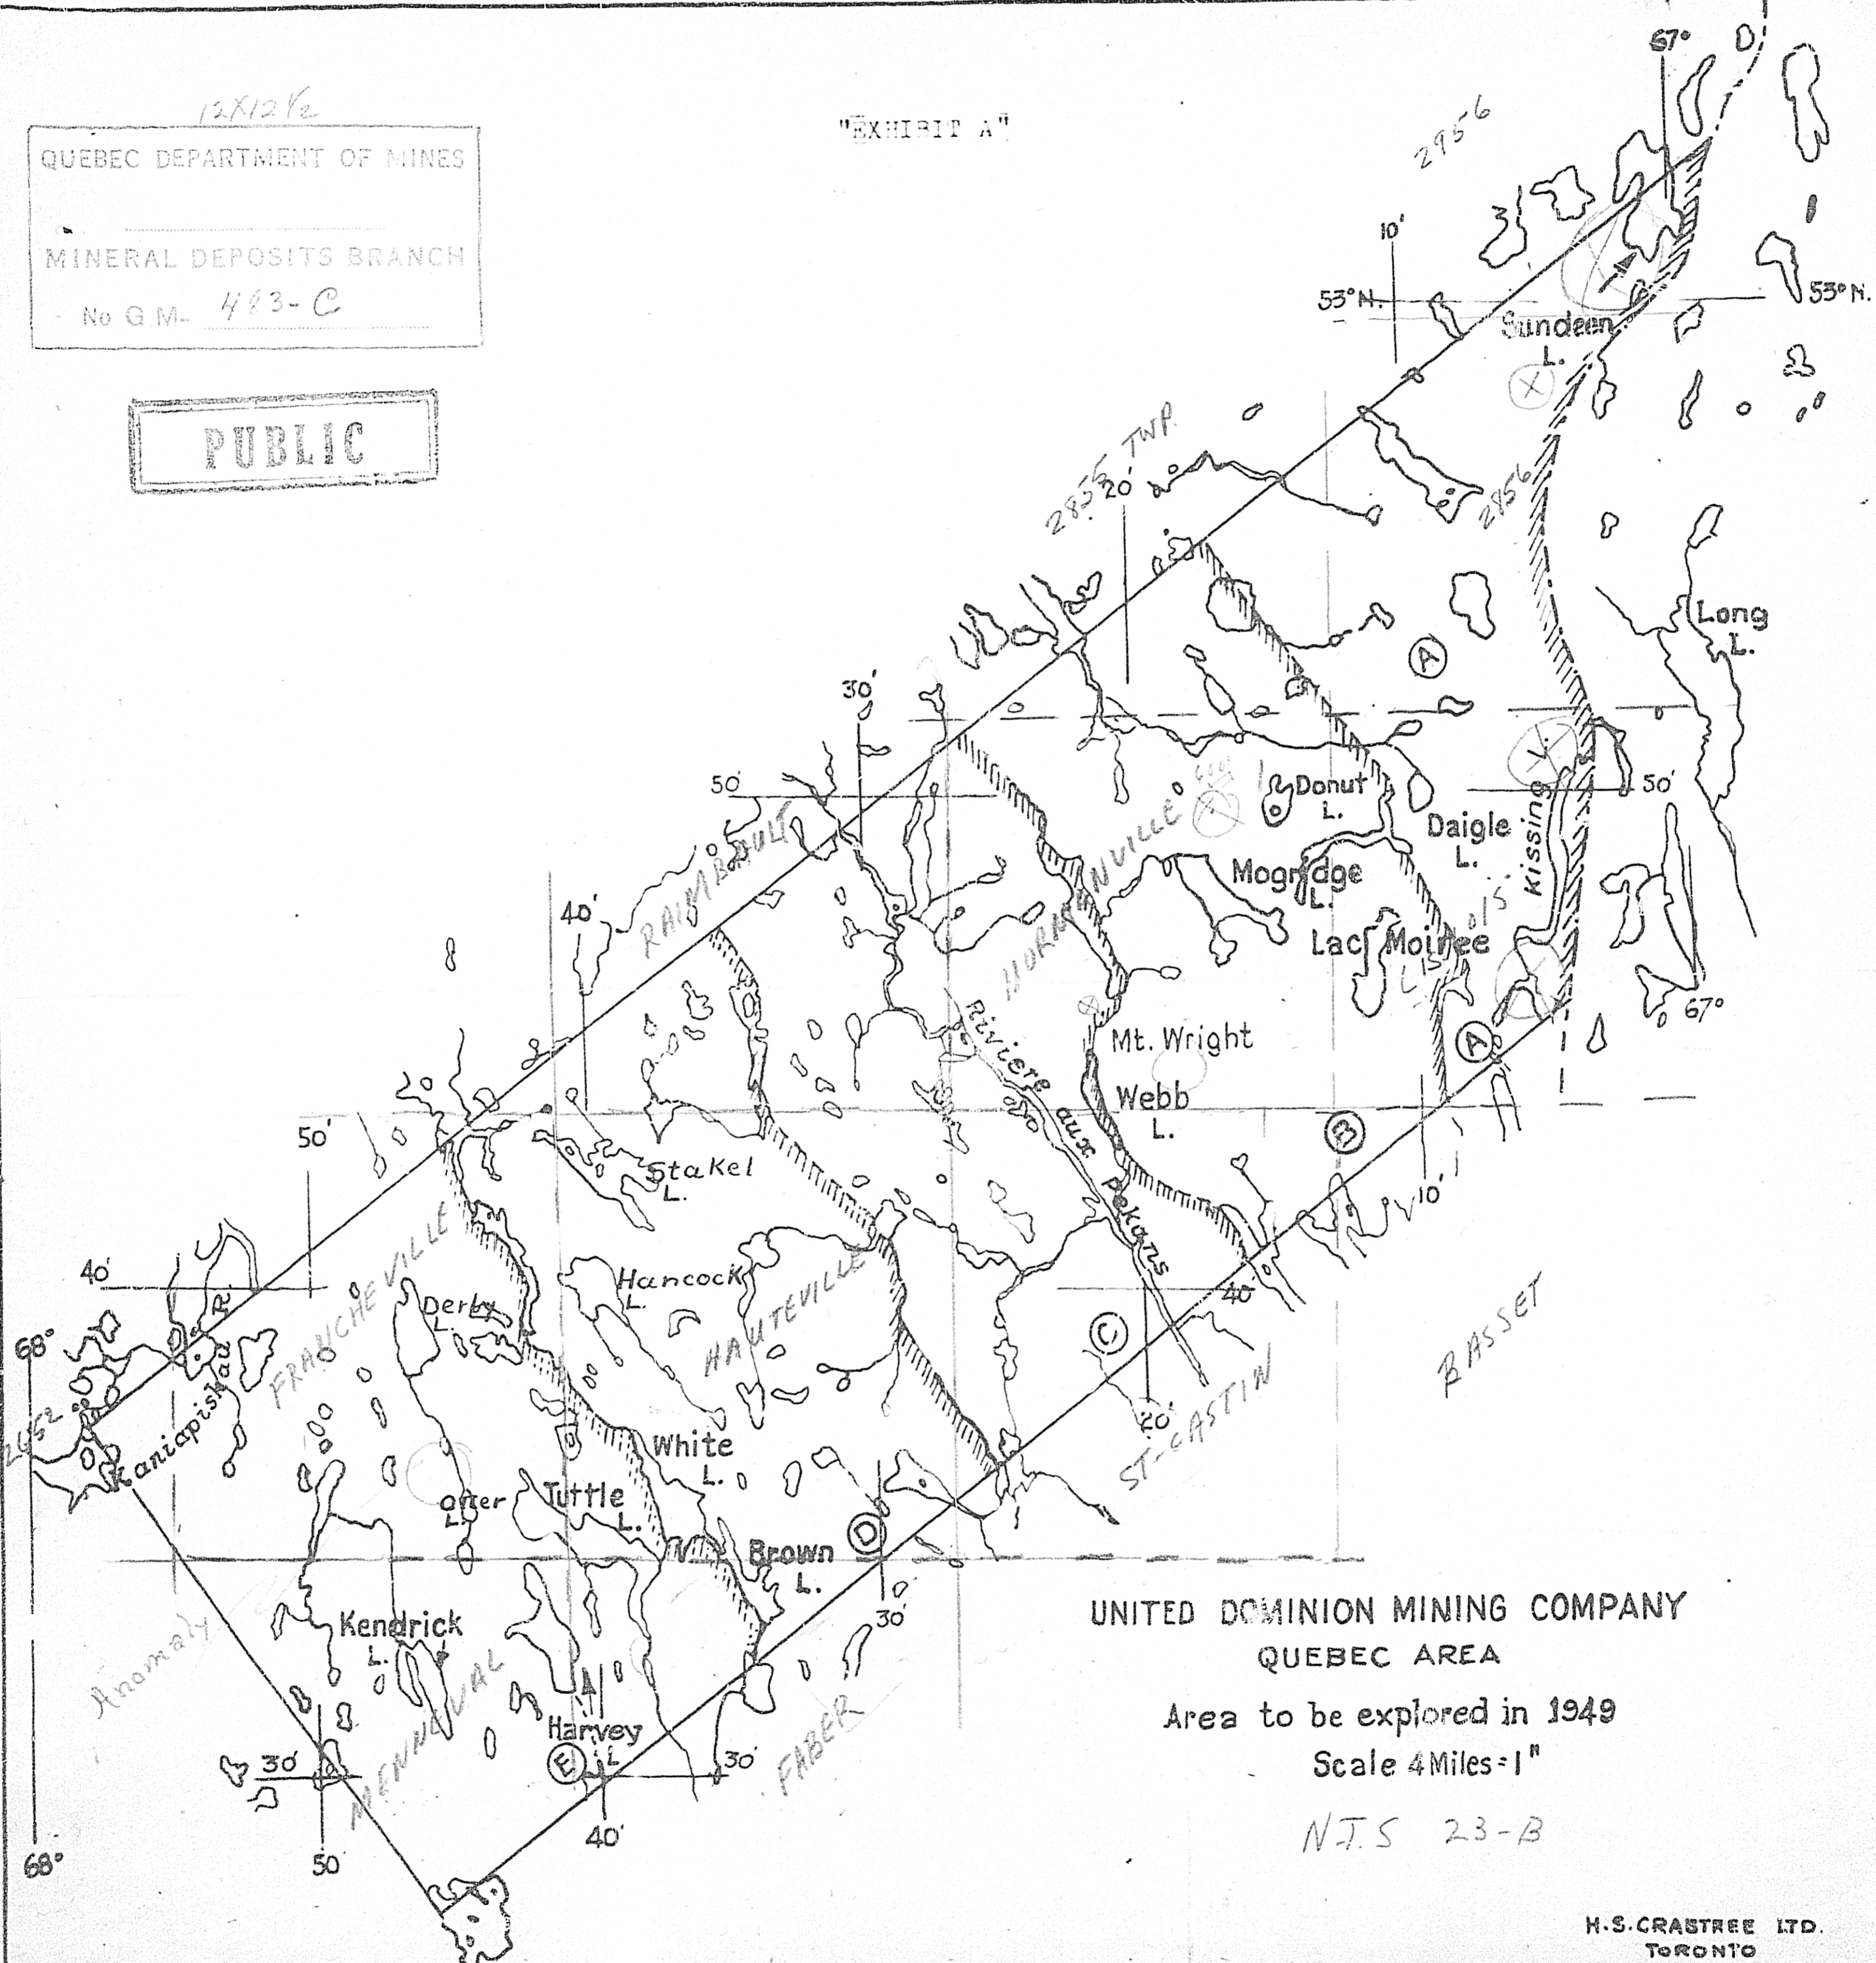 12X12 1/2
QUEBEC DEPARTMENT OF MINES
MINERAL DEPOSITS BRANCH
No G M- 483-C
PUBLIC
"EXHIBIT A"
67°
D
2956
10'
53° N.
53° N.
Sundeen
L.
2855 TWP.
20'
2856
Long
L.
A
30'
50'
50'
Donut
L.
Daigle
L.
Kissing L.
RAIMBAULT
Mogridge
L.
40'
Lac Moiree
L.
67°
Riviere aux Pekans
Mt. Wright
A
Webb
L.
50'
B
Stakel
L.
10'
40'
FRANCHEVILLE
Hancock
L.
Derby
L.
HAUTEVILLE
40'
68°
C
BASSET
Kaniapiskau R.
2652
20'
ST-CASTIN
White
L.
Otter
L.
Tuttle
L.
D
Brown
L.
30'
Kendrick
L.
Anomaly
MENNEVAL
Harvey
L.
E
30'
30'
FABER
40'
50'
68°
UNITED DOMINION MINING COMPANY
QUEBEC AREA
Area to be explored in 1949
Scale 4 Miles = 1"
N.T.S 23-B
H.S. CRABTREE LTD.
TORONTO